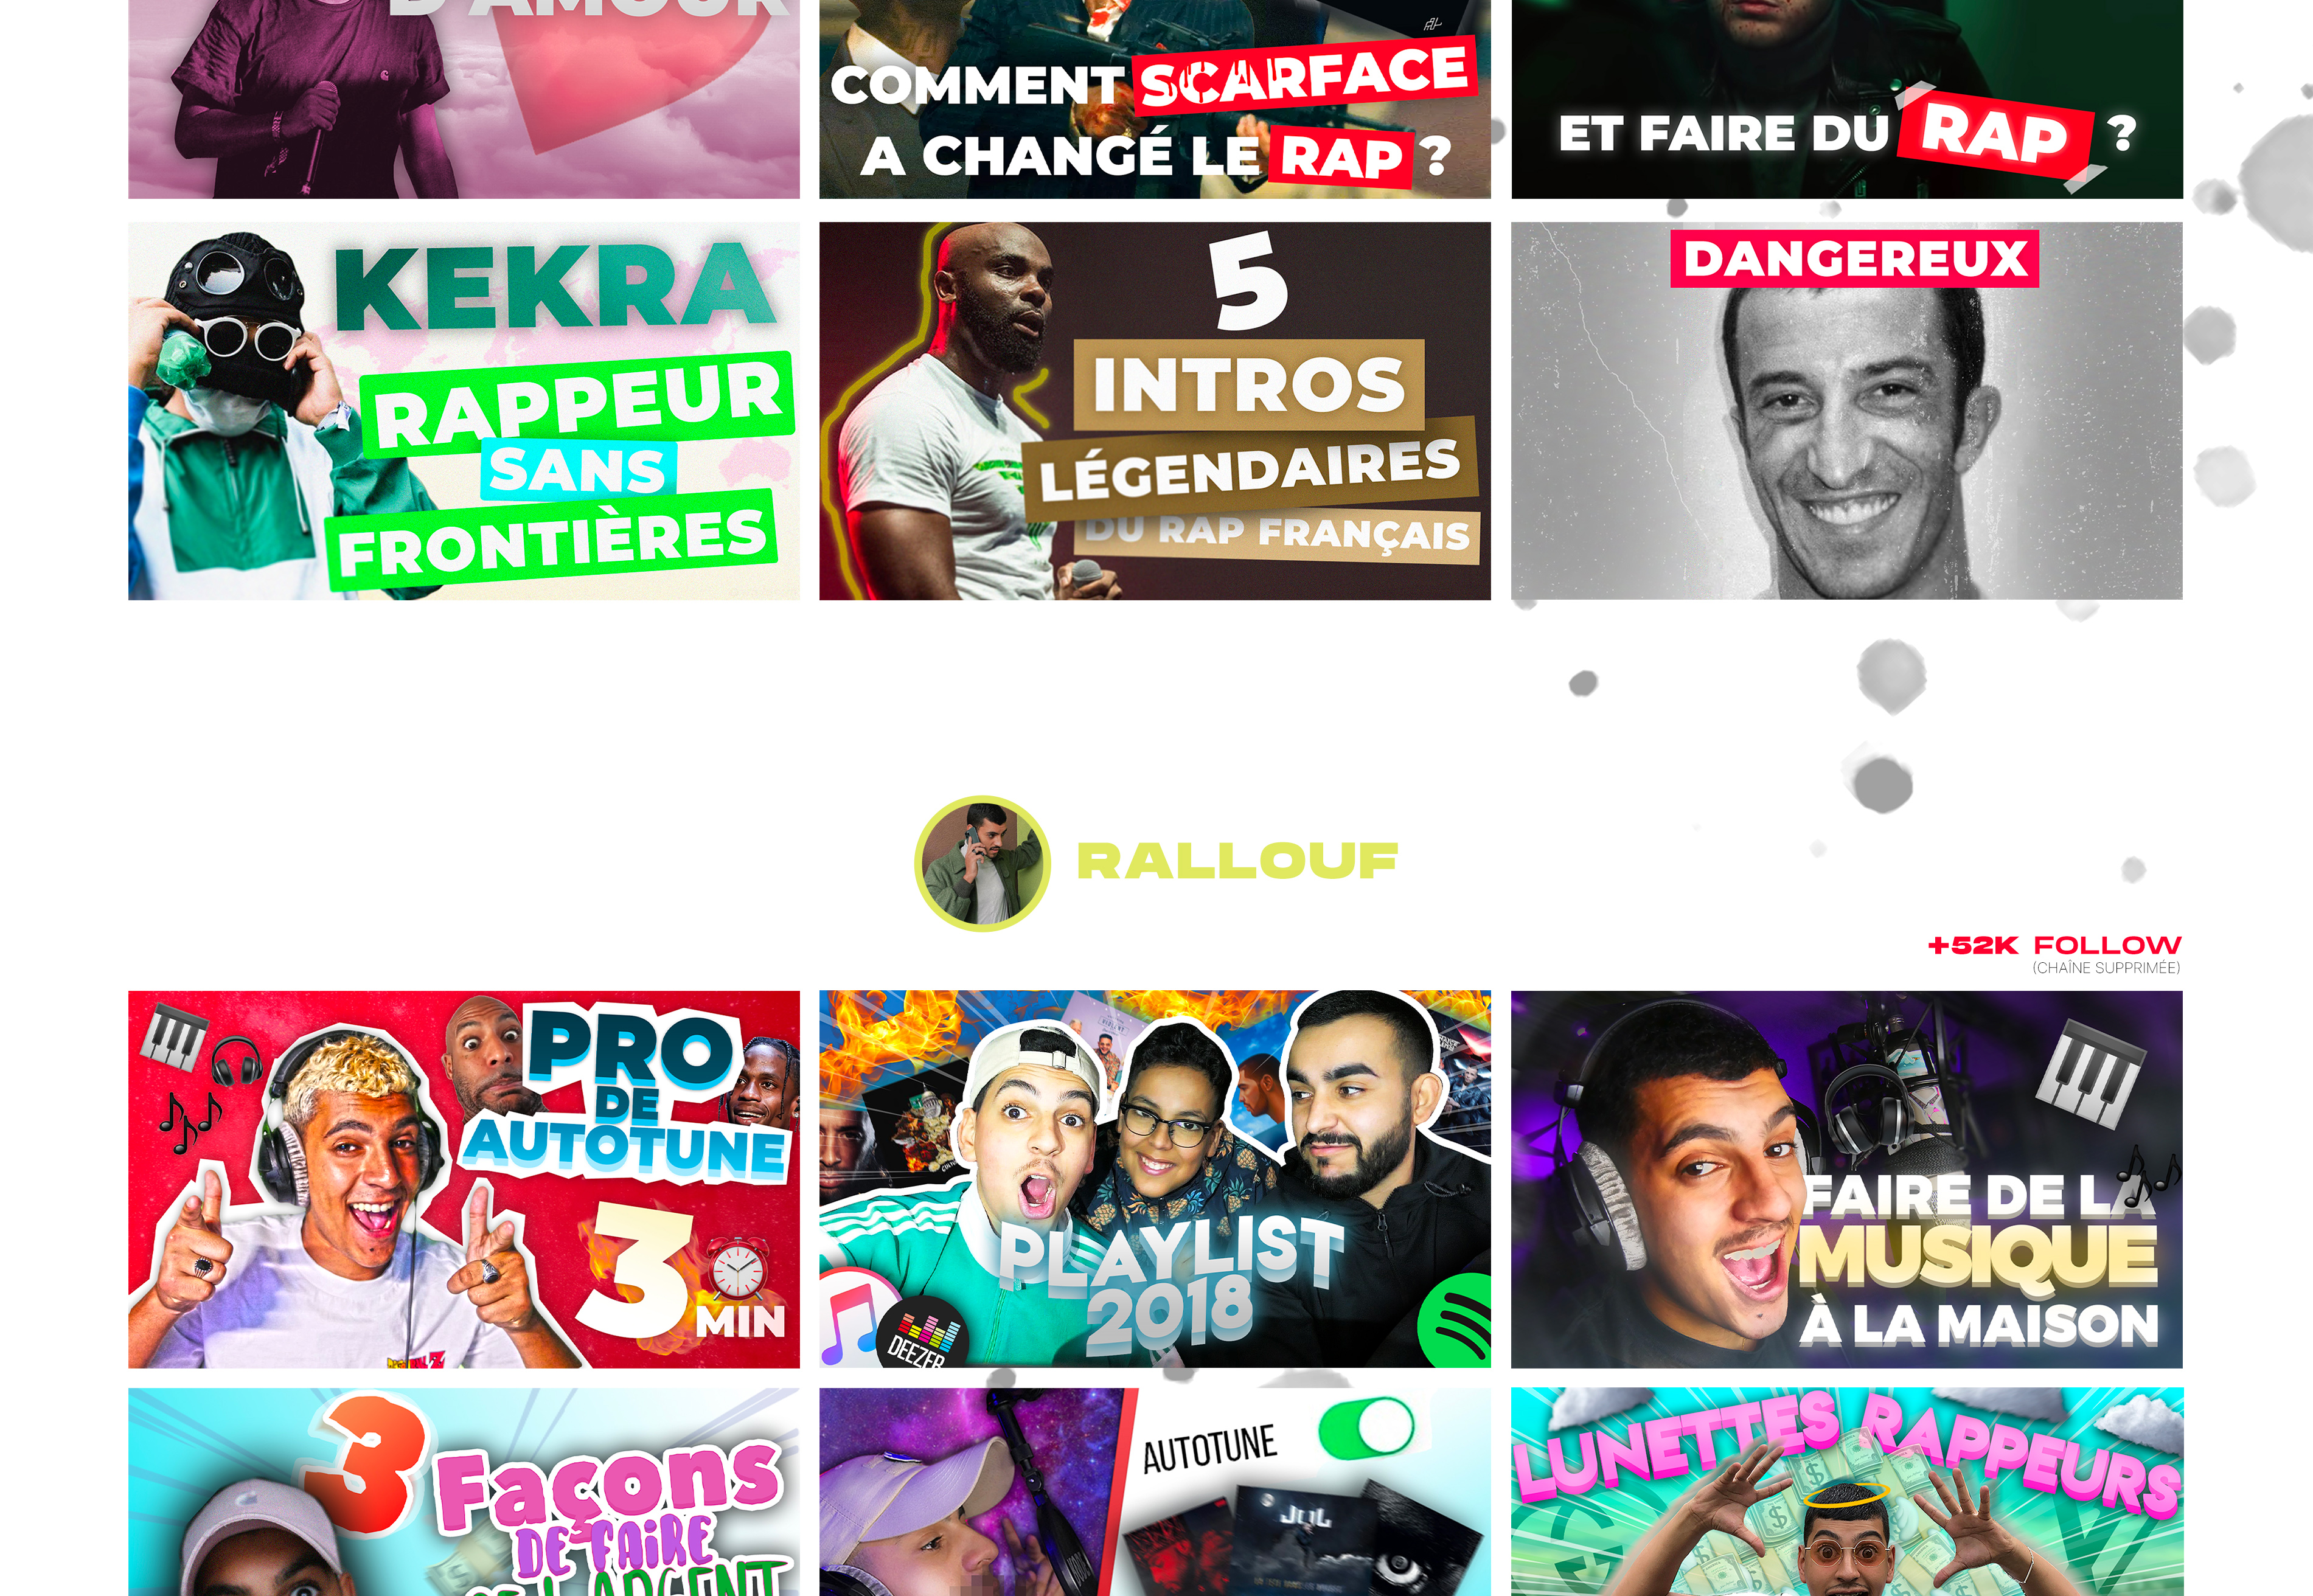 D'AMOUR
COMMENT SCARFACE
A CHANGÉ LE RAP ?
ET FAIRE DU RAP ?
KEKRA
RAPPEUR
SANS
FRONTIÈRES
5
INTROS
LÉGENDAIRES
DU RAP FRANÇAIS
DANGEREUX
RALLOUF
+52K FOLLOW
(CHAÎNE SUPPRIMÉE)
PRO
DE
AUTOTUNE
3
MIN
PLAYLIST
2018
DEEZER
FAIRE DE LA
MUSIQUE
À LA MAISON
3
Façons
DE FAiRE
DE L'ARGENT
AUTOTUNE
JUL
LUNETTES RAPPEURS